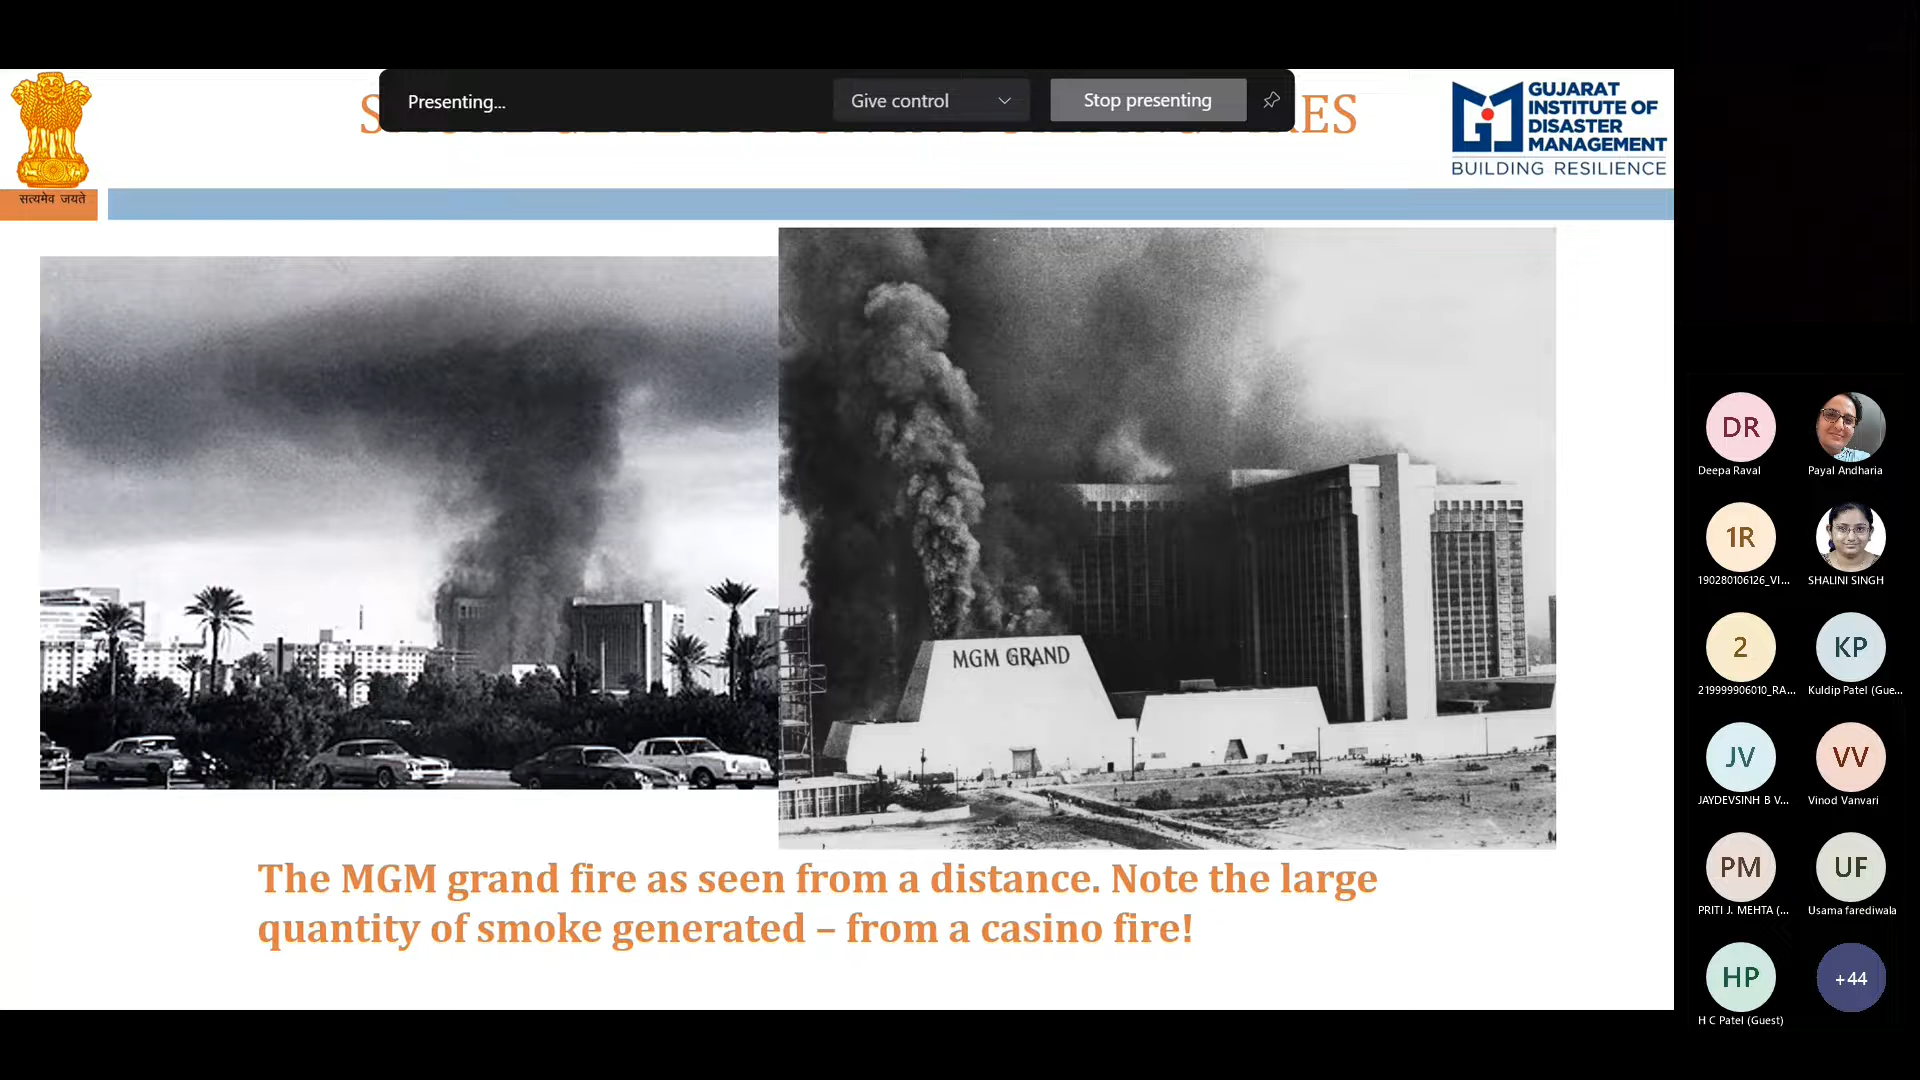 Presenting...
Give control
Stop presenting
GUJARAT
INSTITUTE OF
DISASTER
MANAGEMENT
BUILDING RESILIENCE
सत्यमेव जयते
MGM GRAND
The MGM grand fire as seen from a distance. Note the large
quantity of smoke generated – from a casino fire!
DR
Deepa Raval
Payal Andharia
1R
190280106126_VI...
SHALINI SINGH
2
219999906010_RA...
KP
Kuldip Patel (Gue...
JV
JAYDEVSINH B V...
VV
Vinod Vanvari
PM
PRITI J. MEHTA (...
UF
Usama farediwala
HP
H C Patel (Guest)
+44